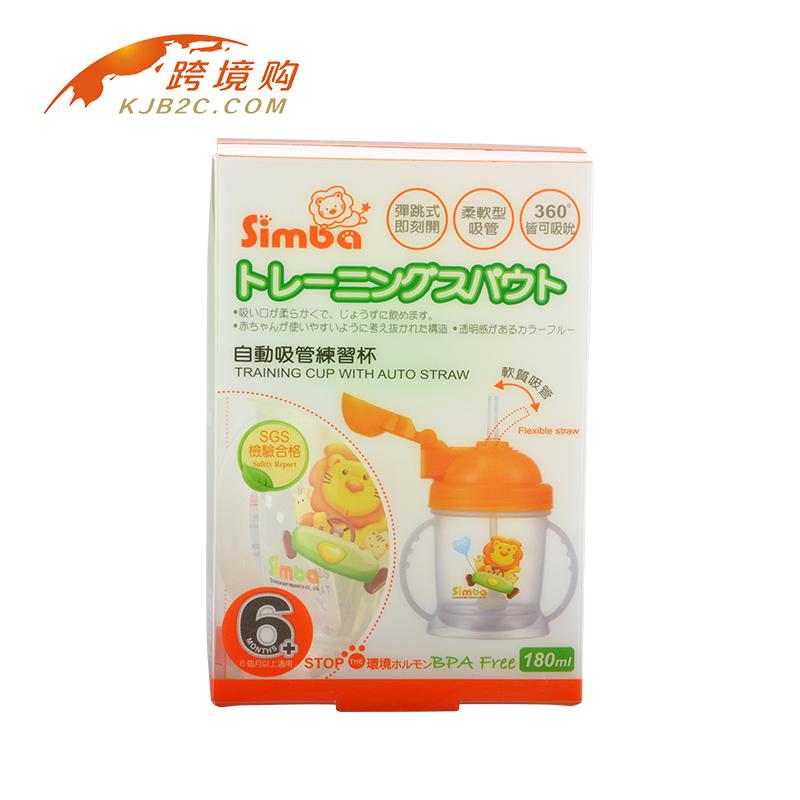 跨境购
KJB2C.COM
Simba
彈跳式
即刻開
柔軟型
吸管
360°
皆可吸吮
トレーニングスパウト
•吸い口が柔らかくて、じょうずに飲めます。
•赤ちゃんが使いやすいように考え抜かれた構造 •透明感があるカラーフルー
自動吸管練習杯
TRAINING CUP WITH AUTO STRAW
軟質吸管
Flexible straw
SGS
檢驗合格
Safety Report
Simba
Simba
6+
MONTHS
6個月以上適用
STOP THE 環境ホルモン BPA Free 180ml